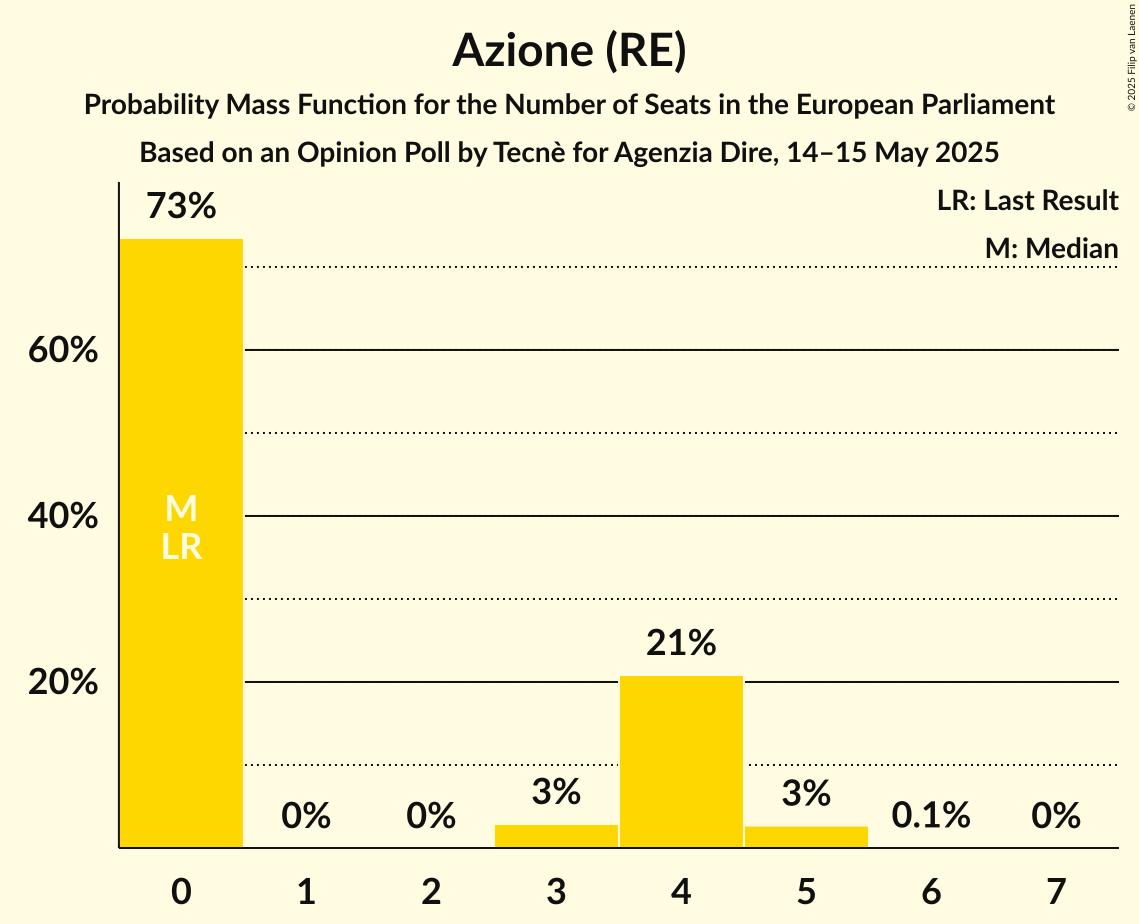 Azione (RE)
Probability Mass Function for the Number of Seats in the European Parliament
Based on an Opinion Poll by Tecnè for Agenzia Dire, 14–15 May 2025
© 2025 Filip van Laenen
LR: Last Result
M: Median
73%
60%
40%
20%
M
LR
0%
0%
3%
21%
3%
0.1%
0%
0
1
2
3
4
5
6
7